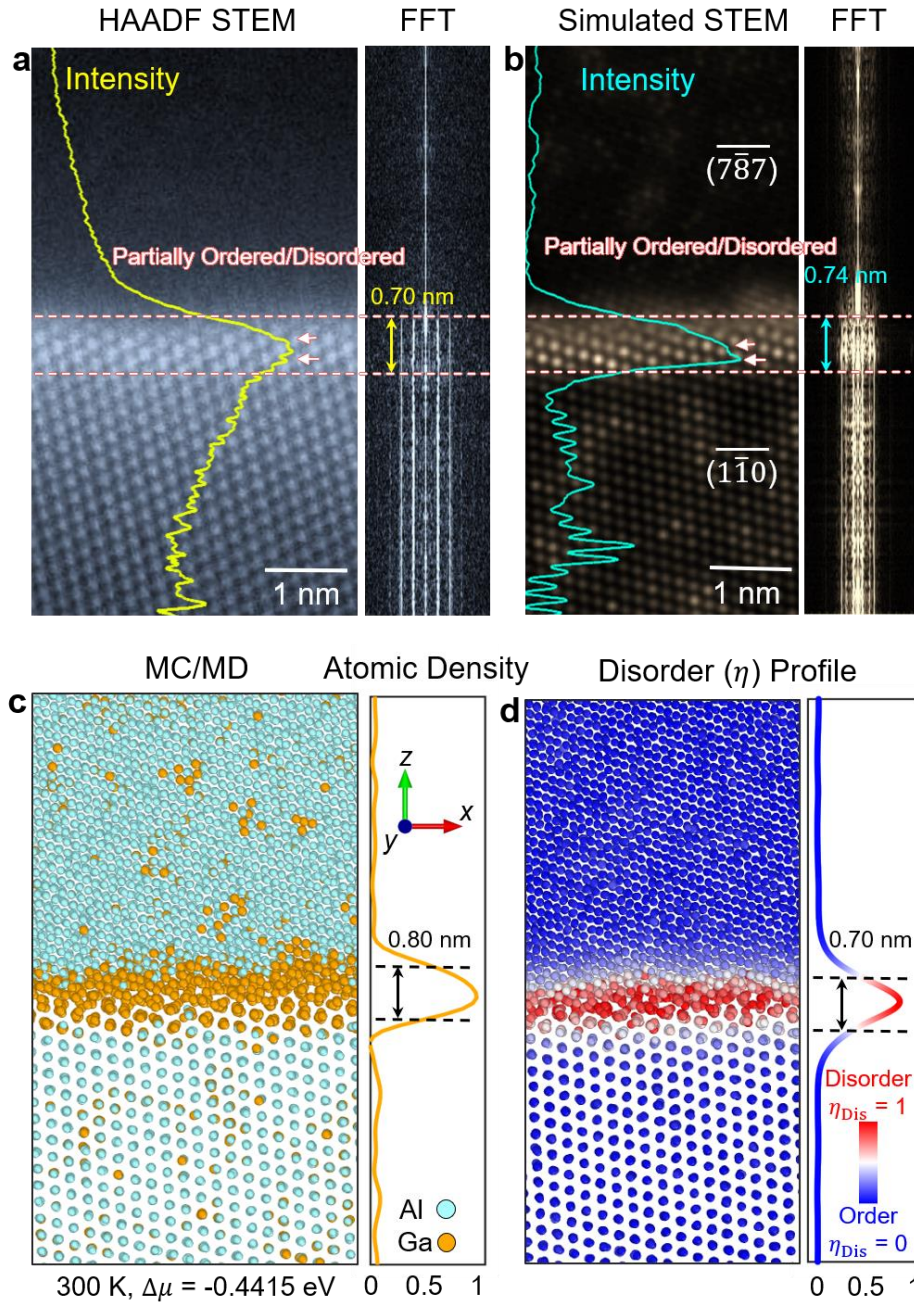 HAADF STEM
FFT
Simulated STEM
FFT
a
Intensity
b
Intensity
(7̅8̅7)
Partially Ordered/Disordered
Partially Ordered/Disordered
0.70 nm
0.74 nm
(1̅1̅0)
1 nm
1 nm
MC/MD
Atomic Density
Disorder (η) Profile
c
d
z
x
y
0.80 nm
0.70 nm
Disorder
ηDis = 1
Al
Ga
Order
ηDis = 0
300 K, Δμ = -0.4415 eV
0 0.5 1
0 0.5 1